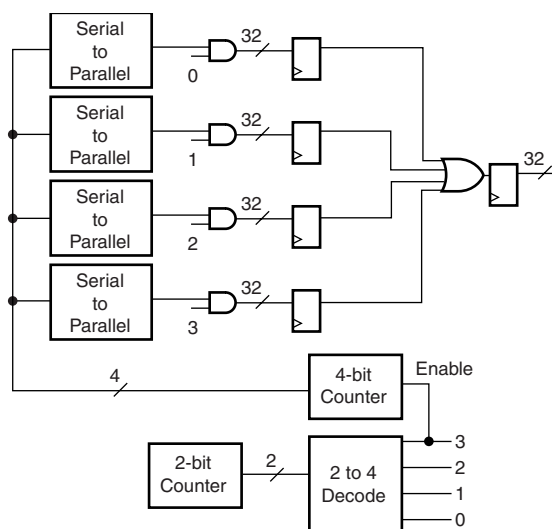 Serial
to
Parallel
32
0
Serial
to
Parallel
32
1
32
Serial
to
Parallel
32
2
Serial
to
Parallel
32
3
4
4-bit
Counter
Enable
2-bit
Counter
2
2 to 4
Decode
3
2
1
0